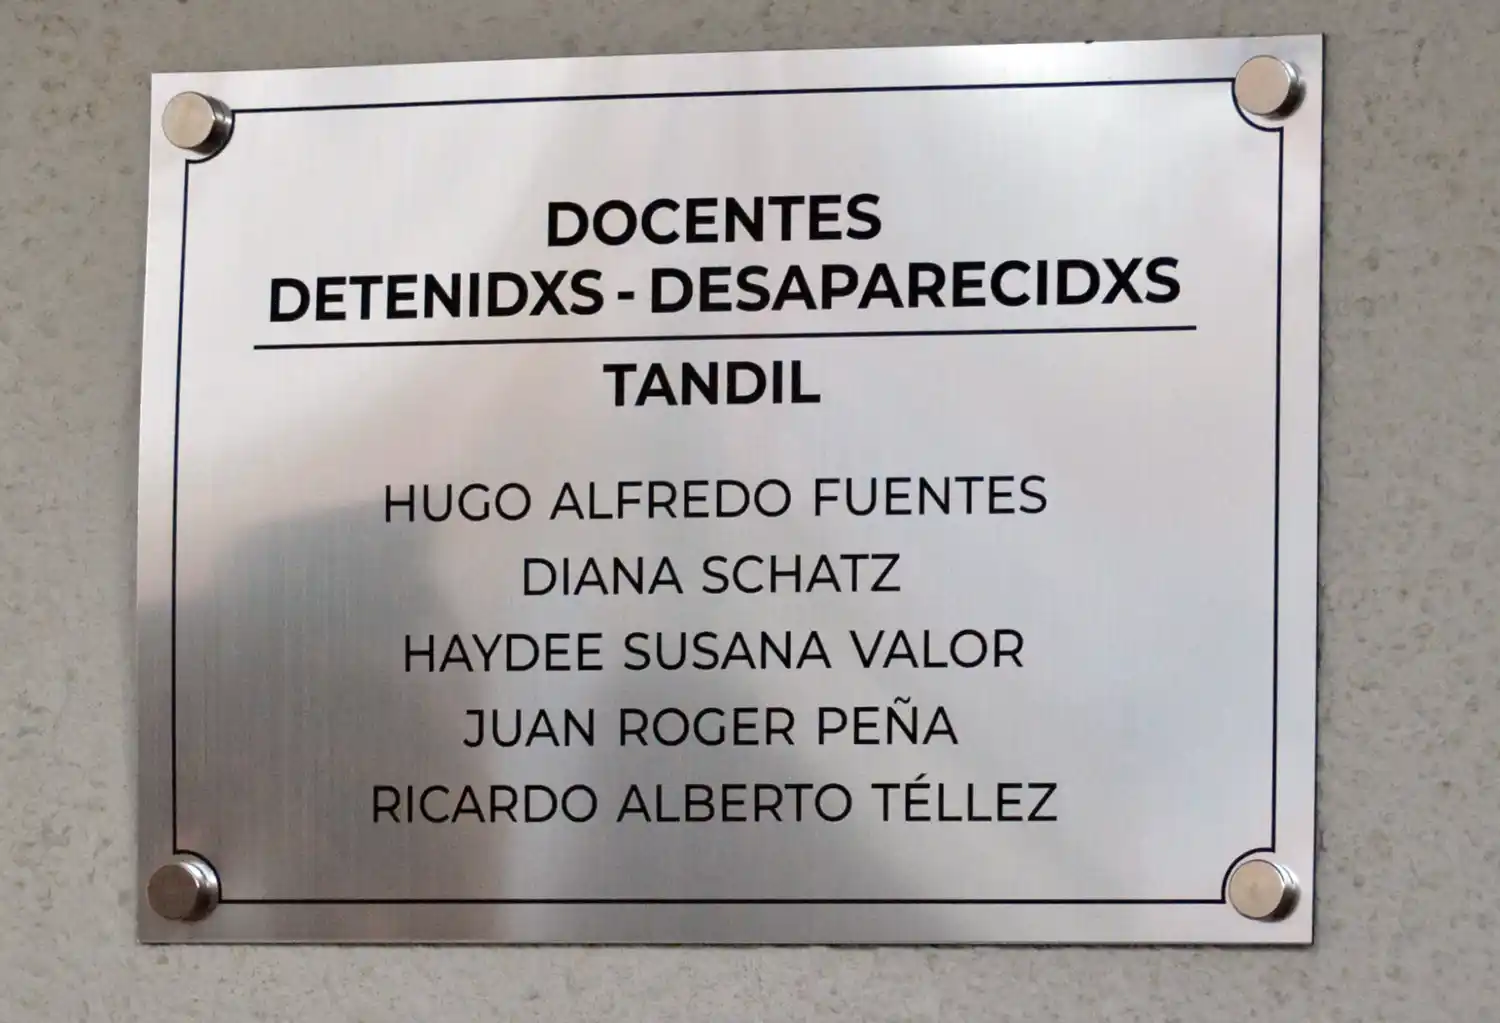 DOCENTES
DETENIDXS - DESAPARECIDXS
TANDIL
HUGO ALFREDO FUENTES
DIANA SCHATZ
HAYDEE SUSANA VALOR
JUAN ROGER PEÑA
RICARDO ALBERTO TÉLLEZ